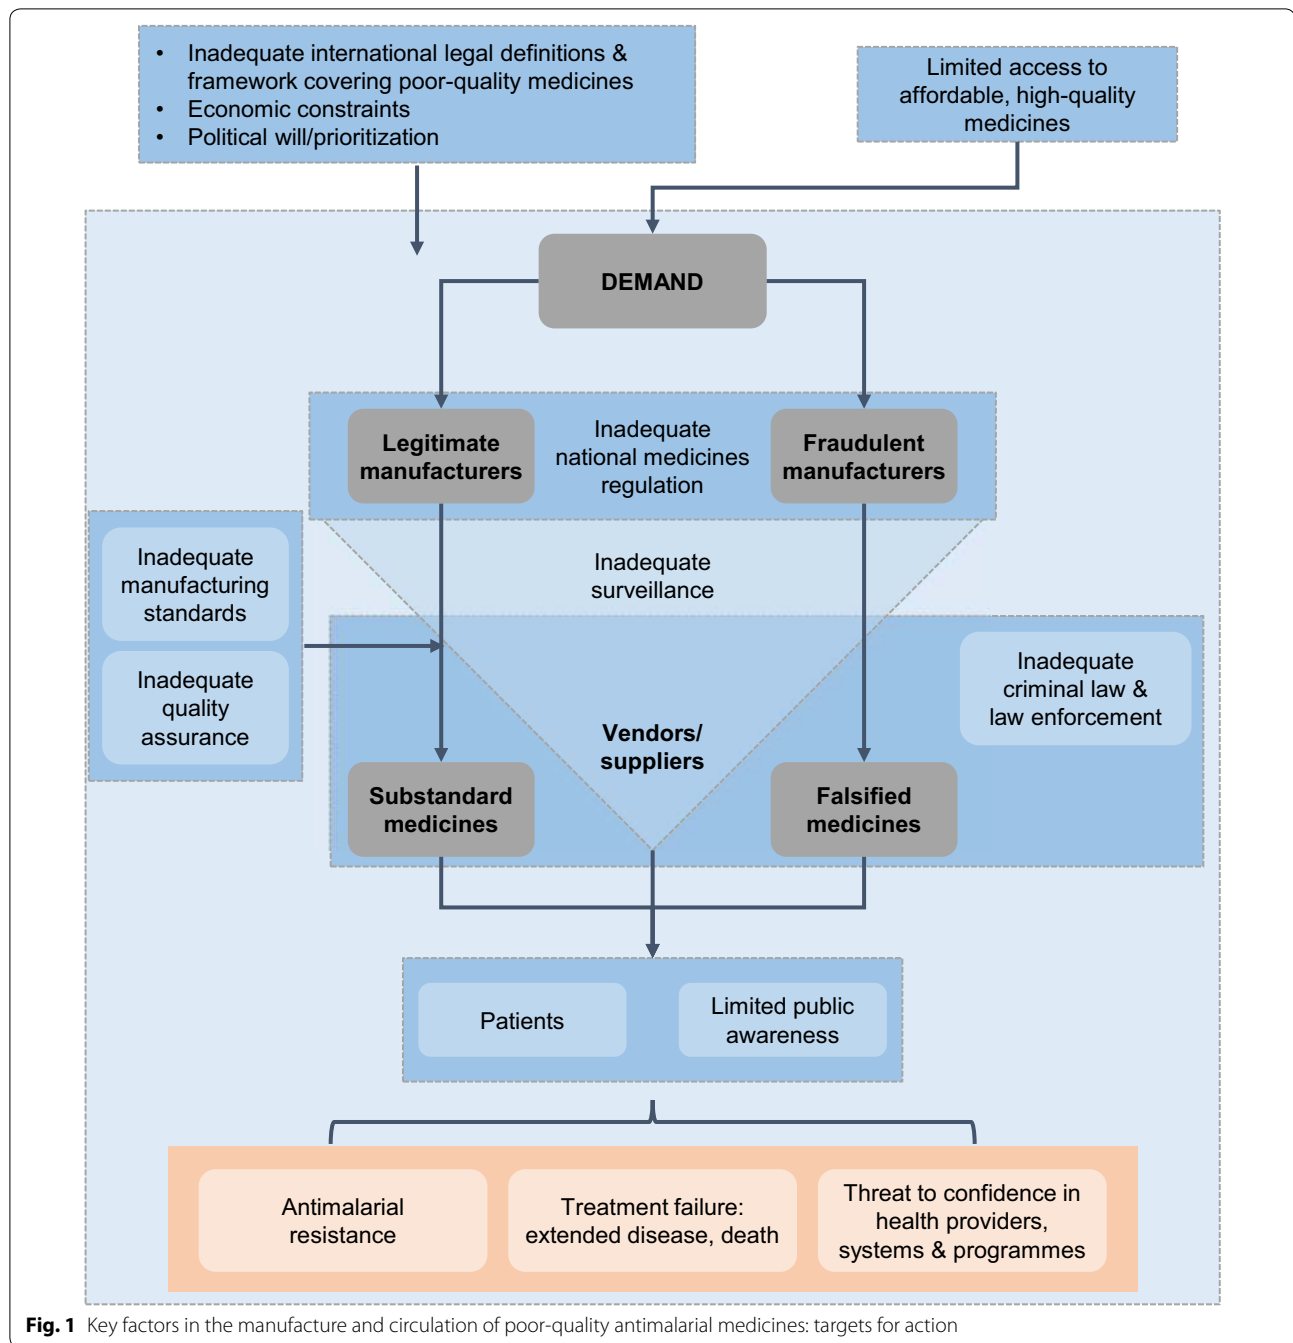 • Inadequate international legal definitions &
framework covering poor-quality medicines
• Economic constraints
• Political will/prioritization
Limited access to
affordable, high-quality
medicines
DEMAND
Legitimate
manufacturers
Inadequate
national medicines
regulation
Fraudulent
manufacturers
Inadequate
surveillance
Inadequate
manufacturing
standards
Inadequate
quality
assurance
Inadequate
criminal law &
law enforcement
Vendors/
suppliers
Substandard
medicines
Falsified
medicines
Patients
Limited public
awareness
Antimalarial
resistance
Treatment failure:
extended disease, death
Threat to confidence in
health providers,
systems & programmes
Fig. 1 Key factors in the manufacture and circulation of poor-quality antimalarial medicines: targets for action